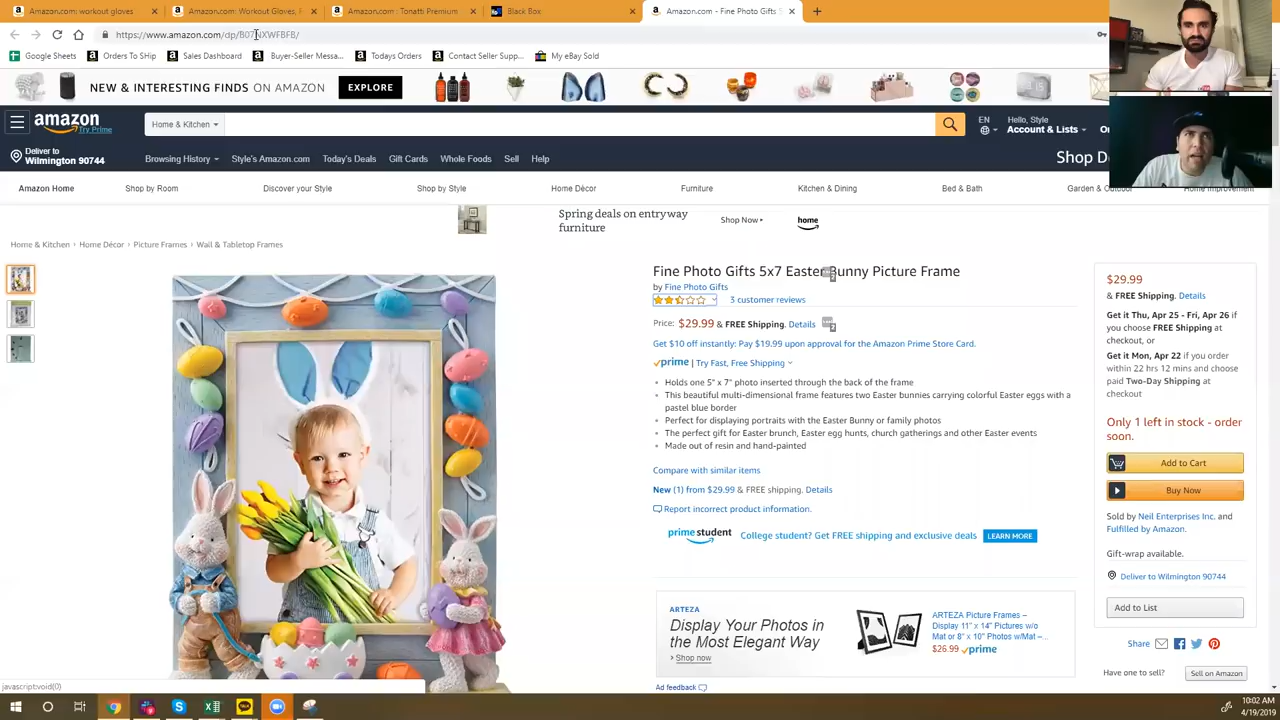 Amazon.com: workout gloves
Amazon.com: Workout Gloves, F
Amazon.com : Tonatti Premium
Black Box
Amazon.com - Fine Photo Gifts 5
https://www.amazon.com/dp/
Google Sheets
Orders To Ship
Sales Dashboard
Buyer-Seller Messa...
Todays Orders
Contact Seller Supp...
My eBay Sold
NEW & INTERESTING FINDS ON AMAZON EXPLORE
amazon
Try Prime
Home & Kitchen
EN
Hello, Style
Account & Lists
Deliver to
Wilmington 90744
Browsing History
Style's Amazon.com
Today's Deals
Gift Cards
Whole Foods
Sell
Help
Shop
Amazon Home
Shop by Room
Discover your Style
Shop by Style
Home Décor
Furniture
Kitchen & Dining
Bed & Bath
Garden & Outdoor
Home Improvement
Spring deals on entryway
furniture
Shop Now
home
Home & Kitchen › Home Décor › Picture Frames › Wall & Tabletop Frames
Fine Photo Gifts 5x7 Easter Bunny Picture Frame
by Fine Photo Gifts
3 customer reviews
Price: $29.99 & FREE Shipping. Details
Get $10 off instantly: Pay $19.99 upon approval for the Amazon Prime Store Card.
prime | Try Fast, Free Shipping
Holds one 5" x 7" photo inserted through the back of the frame
This beautiful multi-dimensional frame features two Easter bunnies carrying colorful Easter eggs with a
pastel blue border
Perfect for displaying portraits with the Easter Bunny or family photos
The perfect gift for Easter brunch, Easter egg hunts, church gatherings and other Easter events
Made out of resin and hand-painted
Compare with similar items
New (1) from $29.99 & FREE shipping. Details
Report incorrect product information.
prime student
College student? Get FREE shipping and exclusive deals
LEARN MORE
ARTEZA
Display Your Photos in
the Most Elegant Way
› Shop now
ARTEZA Picture Frames –
Display 11" x 14" Pictures w/o
Mat or 8" x 10" Photos w/Mat –...
$26.99 prime
Ad feedback
$29.99
& FREE Shipping. Details
Get it Thu, Apr 25 - Fri, Apr 26 if
you choose FREE Shipping at
checkout, or
Get it Mon, Apr 22 if you order
within 22 hrs 12 mins and choose
paid Two-Day Shipping at
checkout
Only 1 left in stock - order
soon.
Add to Cart
Buy Now
Sold by Neil Enterprises Inc. and
Fulfilled by Amazon.
Gift-wrap available.
Deliver to Wilmington 90744
Add to List
Share
Have one to sell?
Sell on Amazon
javascript:void(0)
10:02 AM
4/19/2019